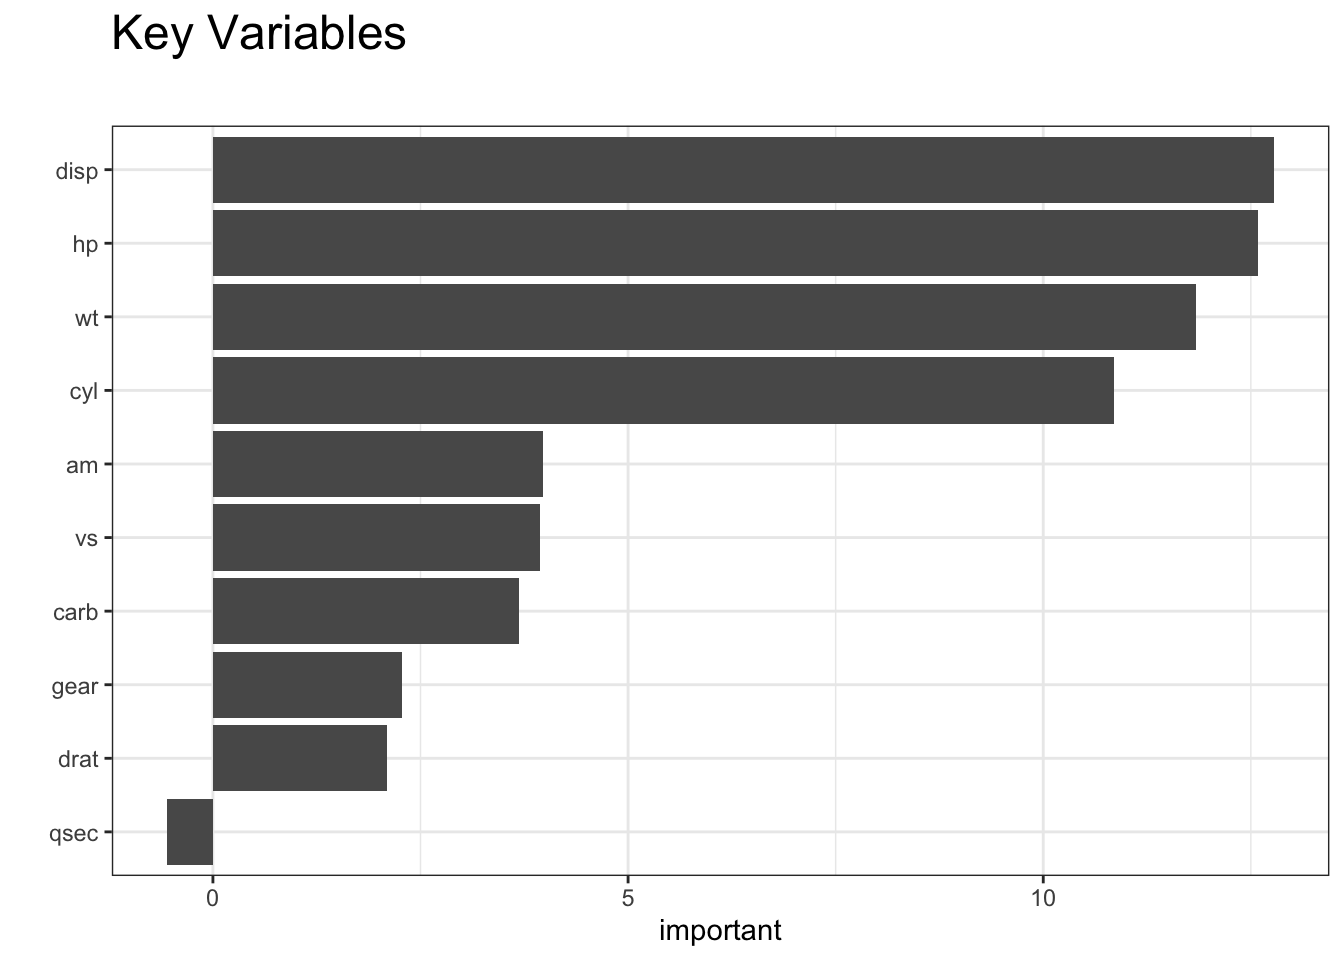 Key Variables
disp
hp
wt
cyl
am
vs
carb
gear
drat
qsec
0 5 10
important